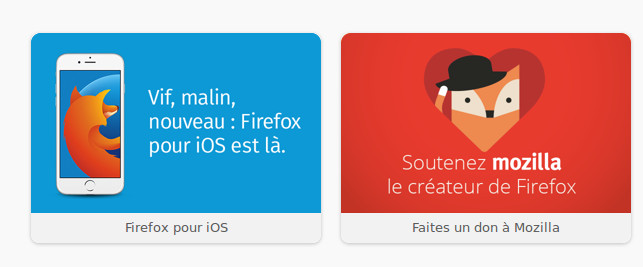 Vif, malin,
nouveau : Firefox
pour iOS est là.
Firefox pour iOS
Soutenez mozilla
le créateur de Firefox
Faites un don à Mozilla